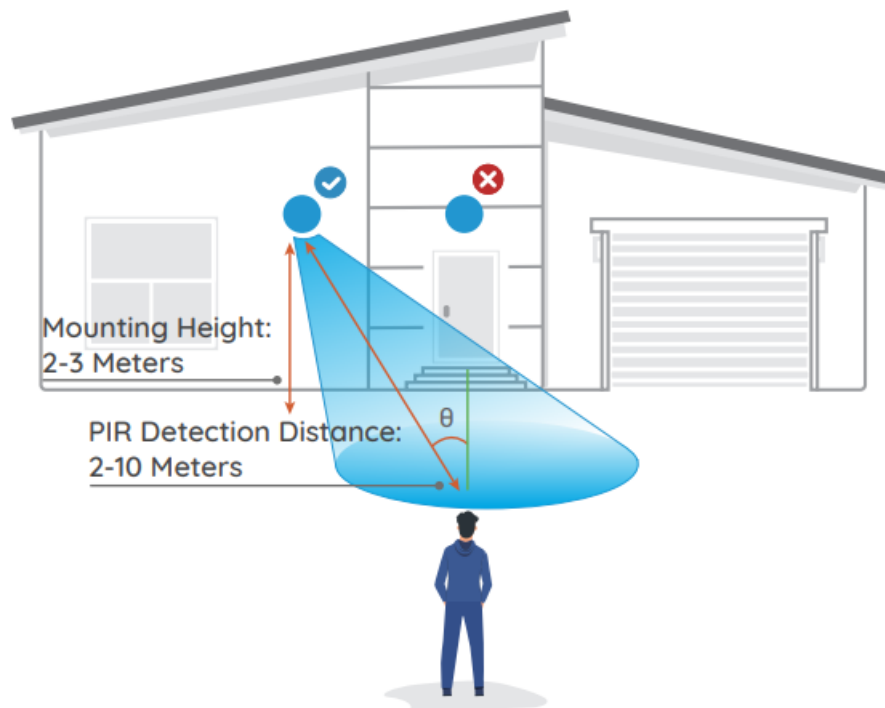 Mounting Height:
2-3 Meters
θ
PIR Detection Distance:
2-10 Meters